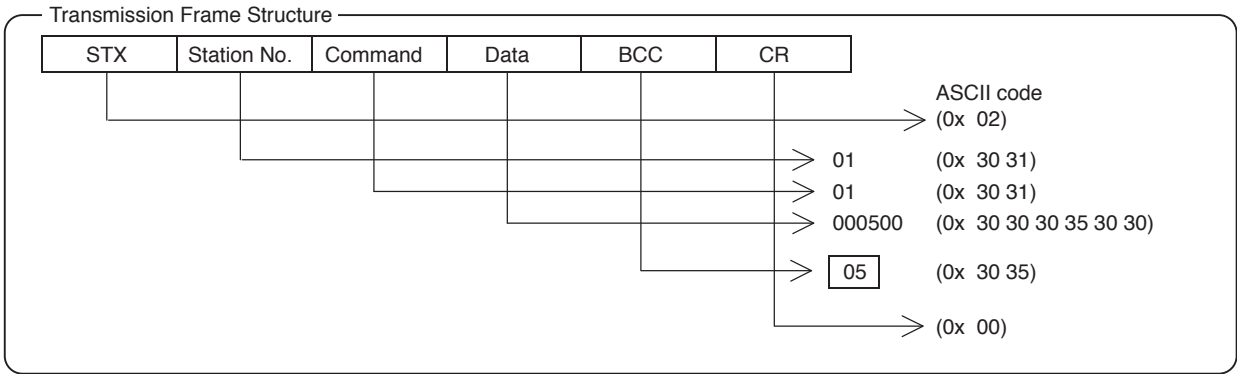 Transmission Frame Structure
STX Station No. Command Data BCC CR
ASCII code
(0x 02)
01 (0x 30 31)
01 (0x 30 31)
000500 (0x 30 30 30 35 30 30)
05 (0x 30 35)
(0x 00)